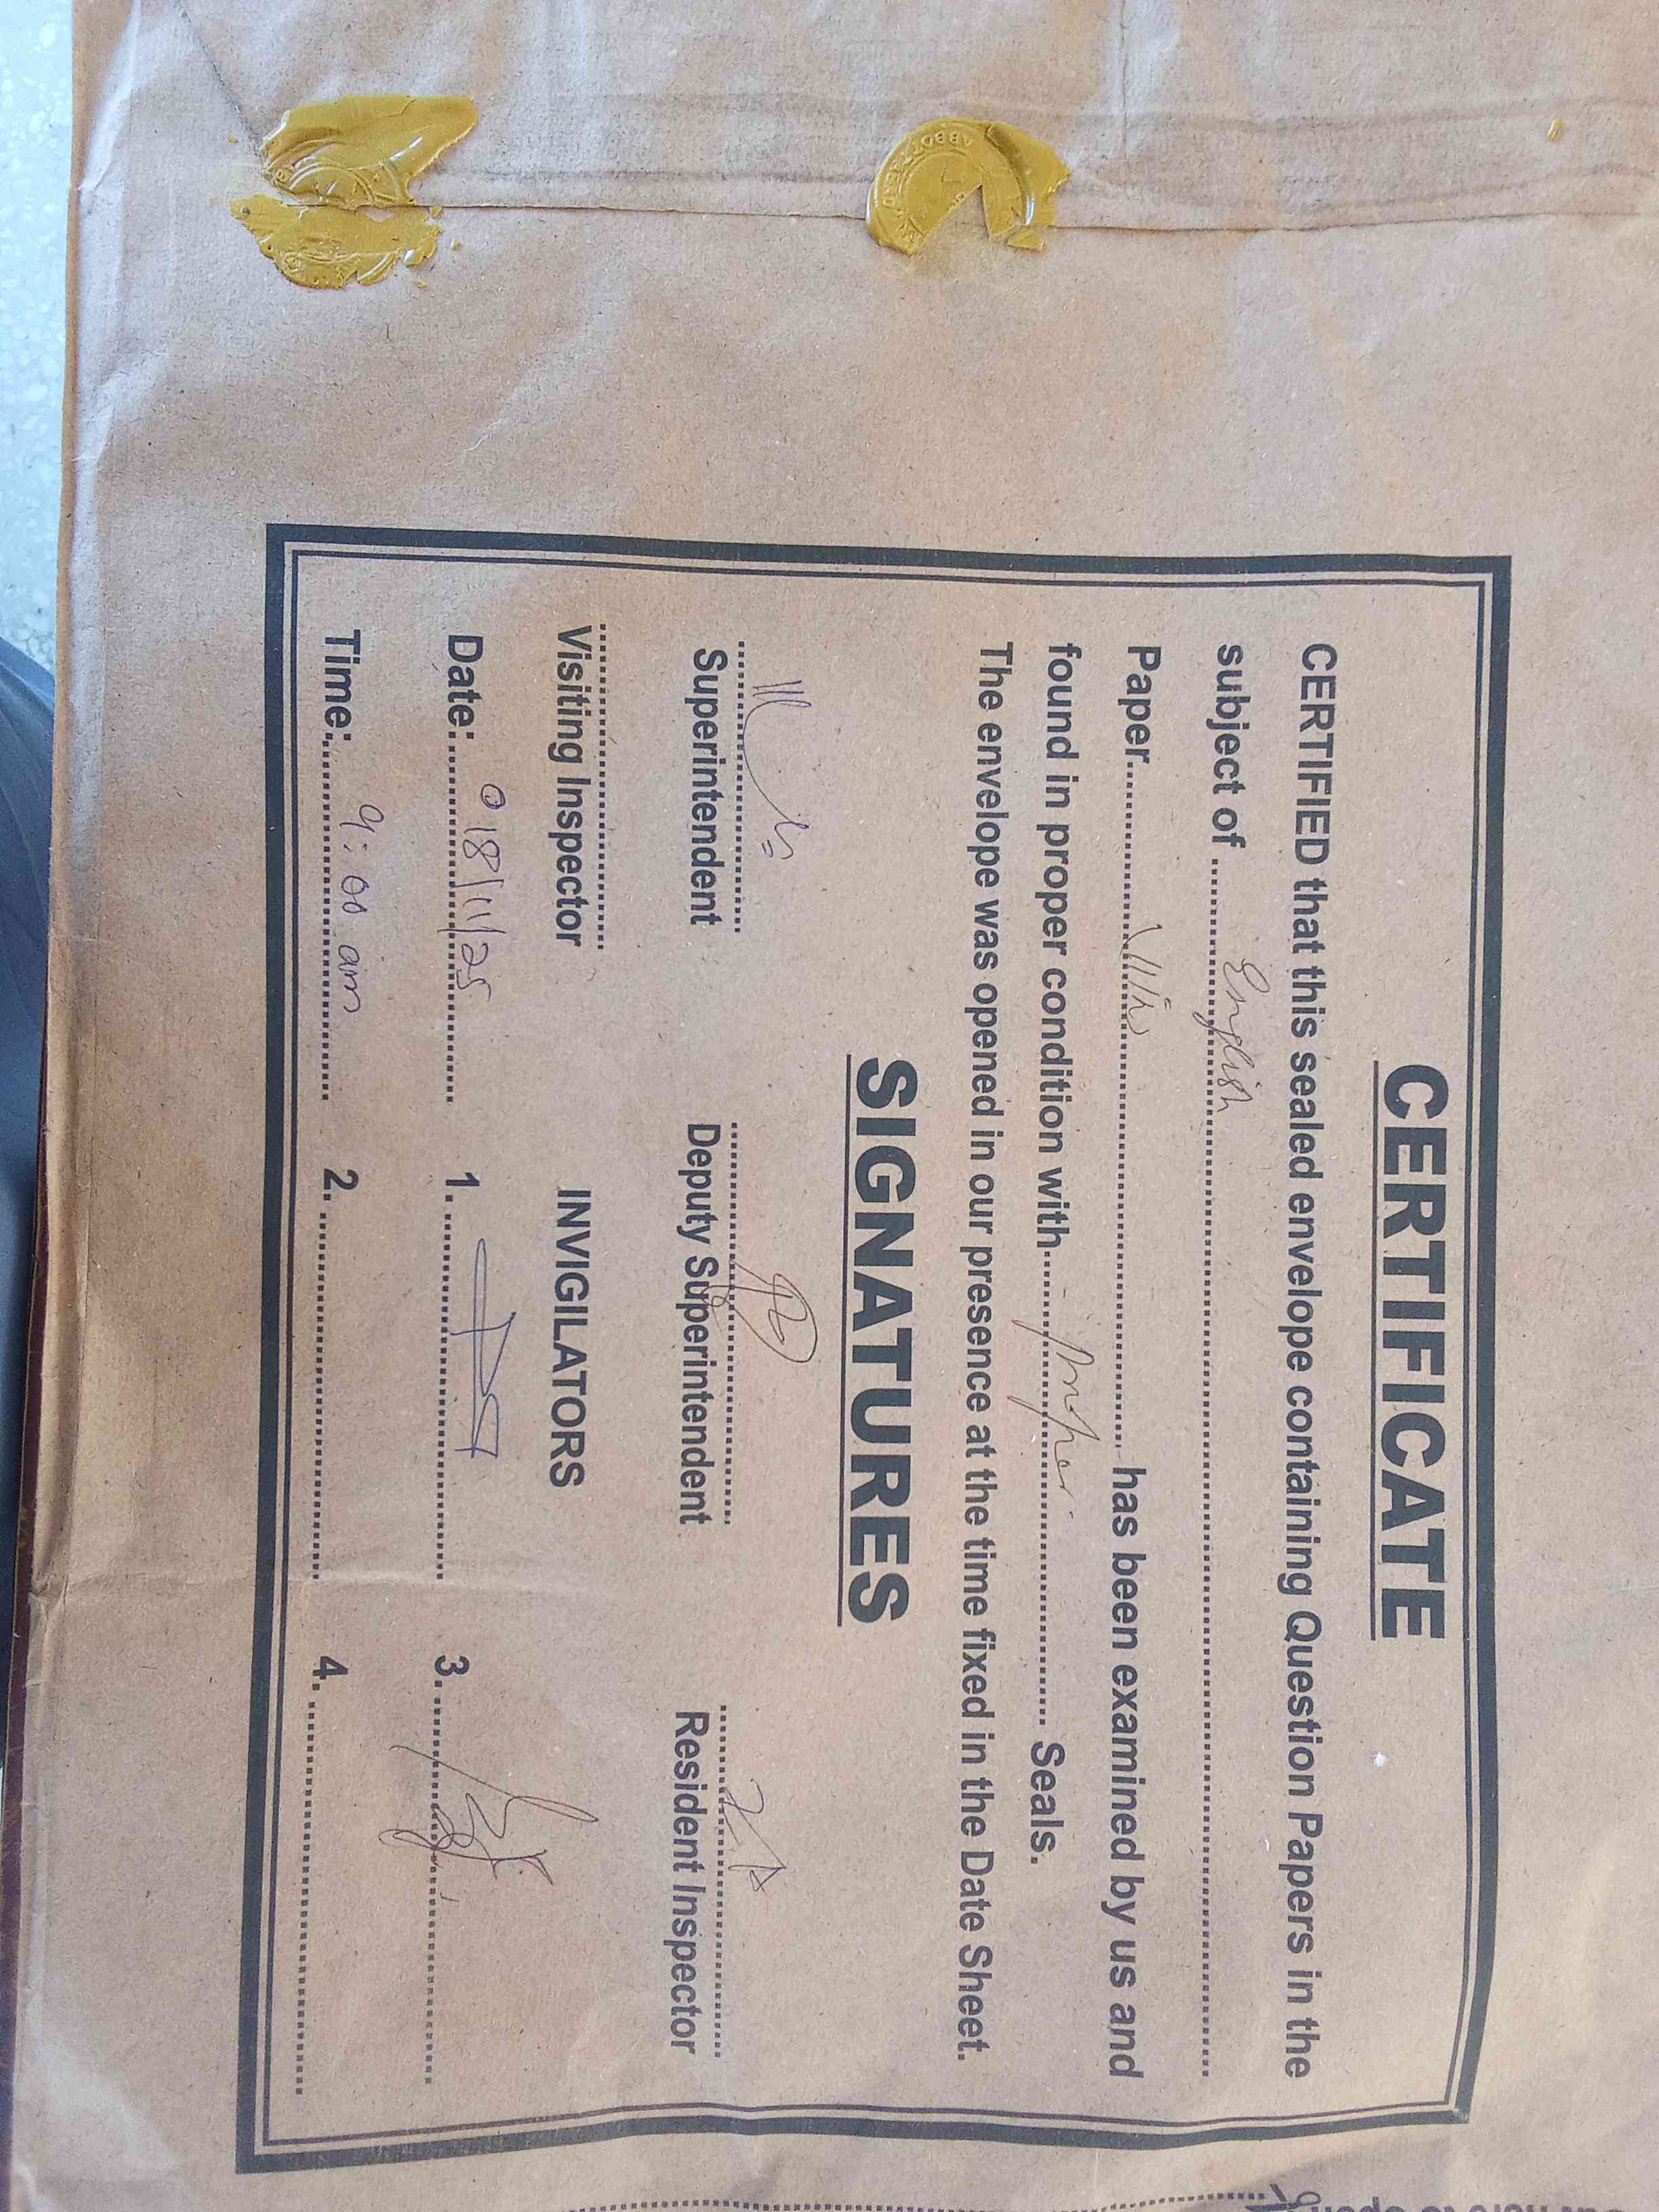 CERTIFICATE
CERTIFIED that this sealed envelope containing Question Papers in the
subject of ........ English ........
Paper................ has been examined by us and
found in proper condition with................ Seals.
The envelope was opened in our presence at the time fixed in the Date Sheet.
SIGNATURES
Superintendent Deputy Superintendent Resident Inspector
Visiting Inspector INVIGILATORS
Date: 18/11/25 1. 3.
Time: 9:00 am 2. 4.
ABBOTTABAD